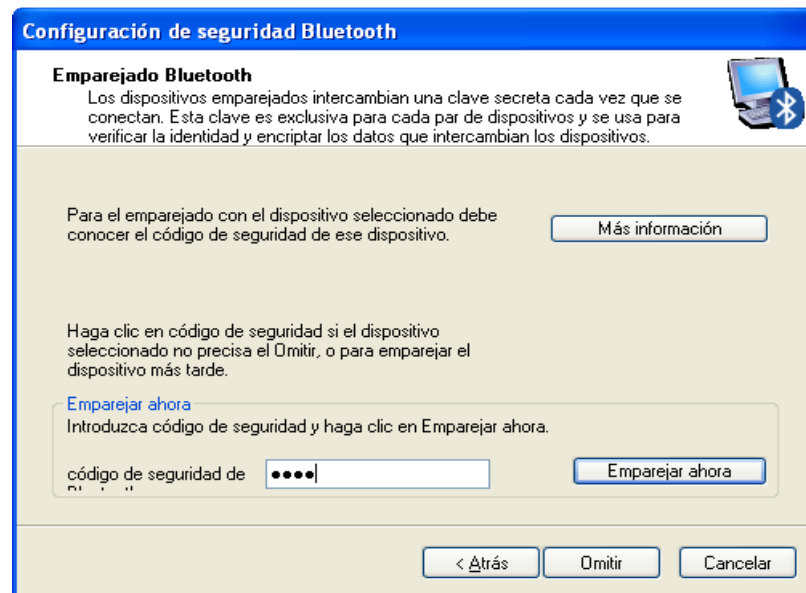 Configuración de seguridad Bluetooth
Emparejado Bluetooth
Los dispositivos emparejados intercambian una clave secreta cada vez que se
conectan. Esta clave es exclusiva para cada par de dispositivos y se usa para
verificar la identidad y encriptar los datos que intercambian los dispositivos.
Para el emparejado con el dispositivo seleccionado debe
conocer el código de seguridad de ese dispositivo.
Más información
Haga clic en código de seguridad si el dispositivo
seleccionado no precisa el Omitir, o para emparejar el
dispositivo más tarde.
Emparejar ahora
Introduzca código de seguridad y haga clic en Emparejar ahora.
código de seguridad de
••••
Emparejar ahora
< Atrás
Omitir
Cancelar